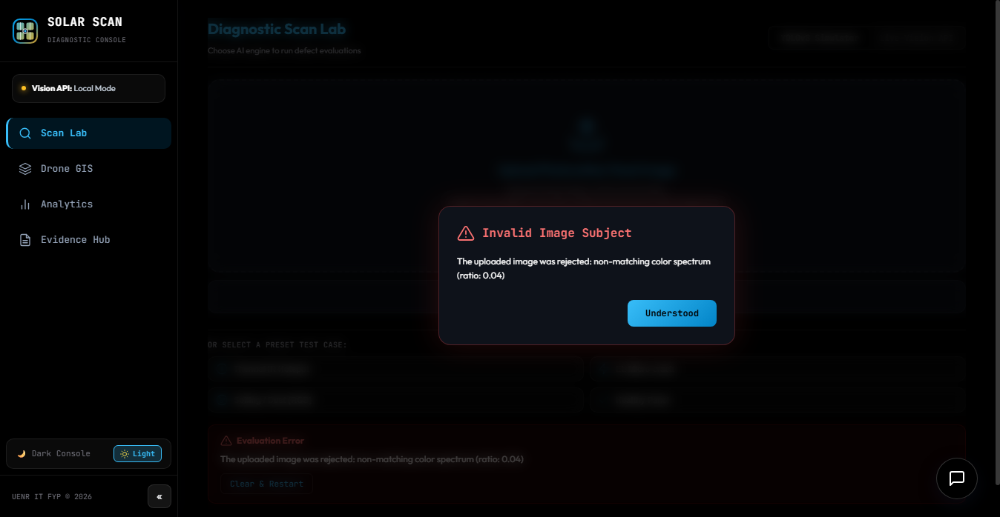 SOLAR SCAN
DIAGNOSTIC CONSOLE
Vision API: Local Mode
Scan Lab
Drone GIS
Analytics
Evidence Hub
Dark Console
Light
UENR IT FYP © 2026
«
Diagnostic Scan Lab
Choose AI engine to run defect evaluations
Invalid Image Subject
The uploaded image was rejected: non-matching color spectrum
(ratio: 0.04)
Understood
OR SELECT A PRESET TEST CASE:
Evaluation Error
The uploaded image was rejected: non-matching color spectrum (ratio: 0.04)
Clear & Restart